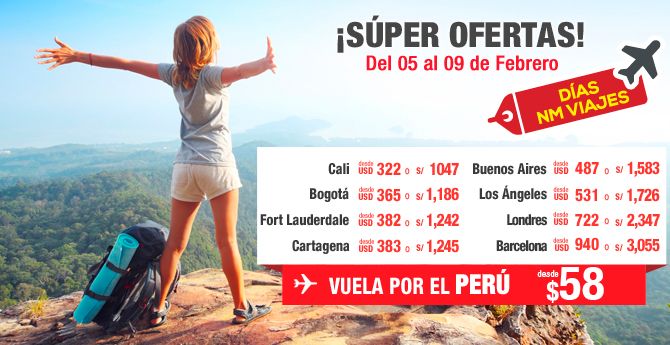 ¡SÚPER OFERTAS!
Del 05 al 09 de Febrero
DÍAS
NM VIAJES
Cali desde USD 322 o S/ 1047
Bogotá desde USD 365 o S/ 1,186
Fort Lauderdale desde USD 382 o S/ 1,242
Cartagena desde USD 383 o S/ 1,245
Buenos Aires desde USD 487 o S/ 1,583
Los Ángeles desde USD 531 o S/ 1,726
Londres desde USD 722 o S/ 2,347
Barcelona desde USD 940 o S/ 3,055
VUELA POR EL PERÚ desde $58